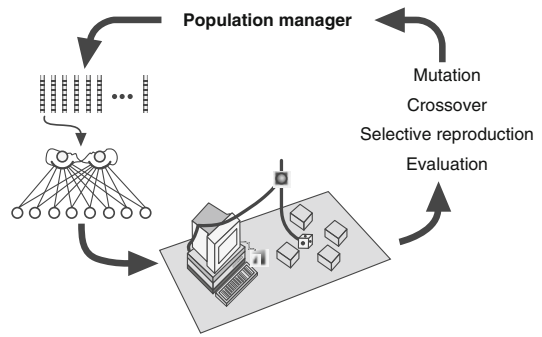 Population manager
Mutation
Crossover
Selective reproduction
Evaluation